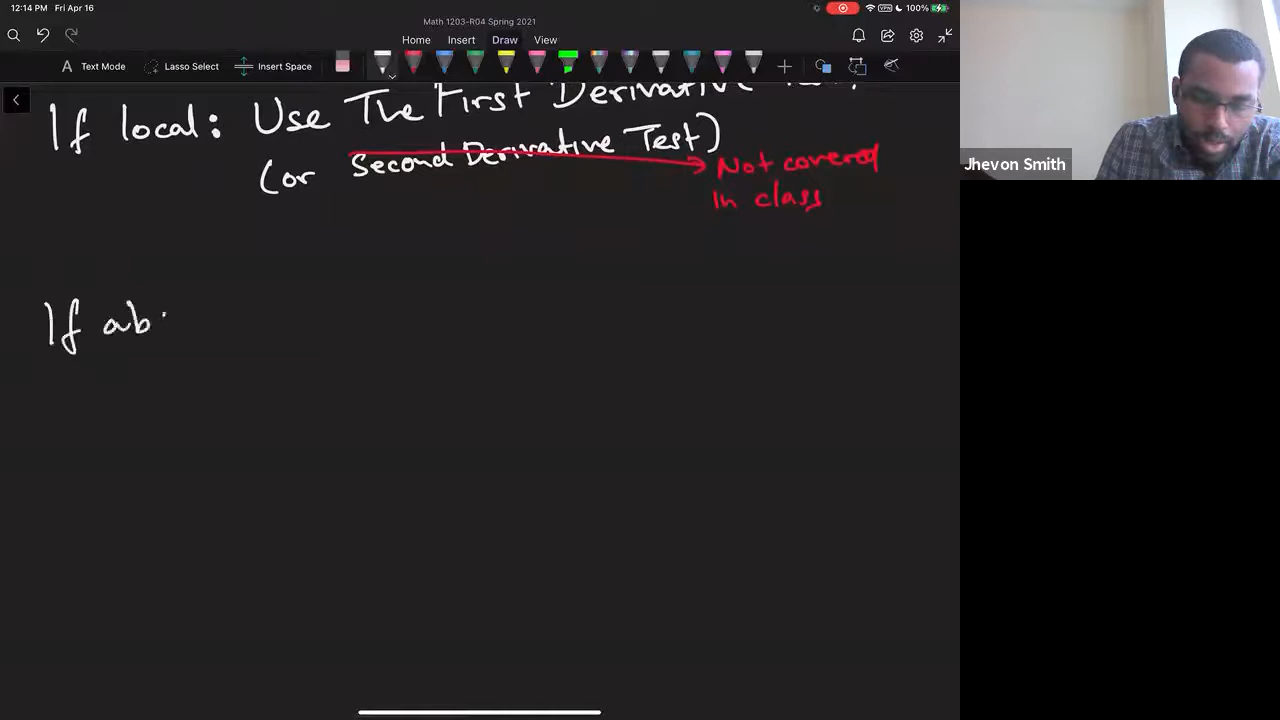 12:14 PM Fri Apr 16
100%
Math 1203-R04 Spring 2021
Home Insert Draw View
Text Mode Lasso Select Insert Space
If local: Use The First Derivative
(or Second Derivative Test)
Not covered
in class
If ab
Jhevon Smith